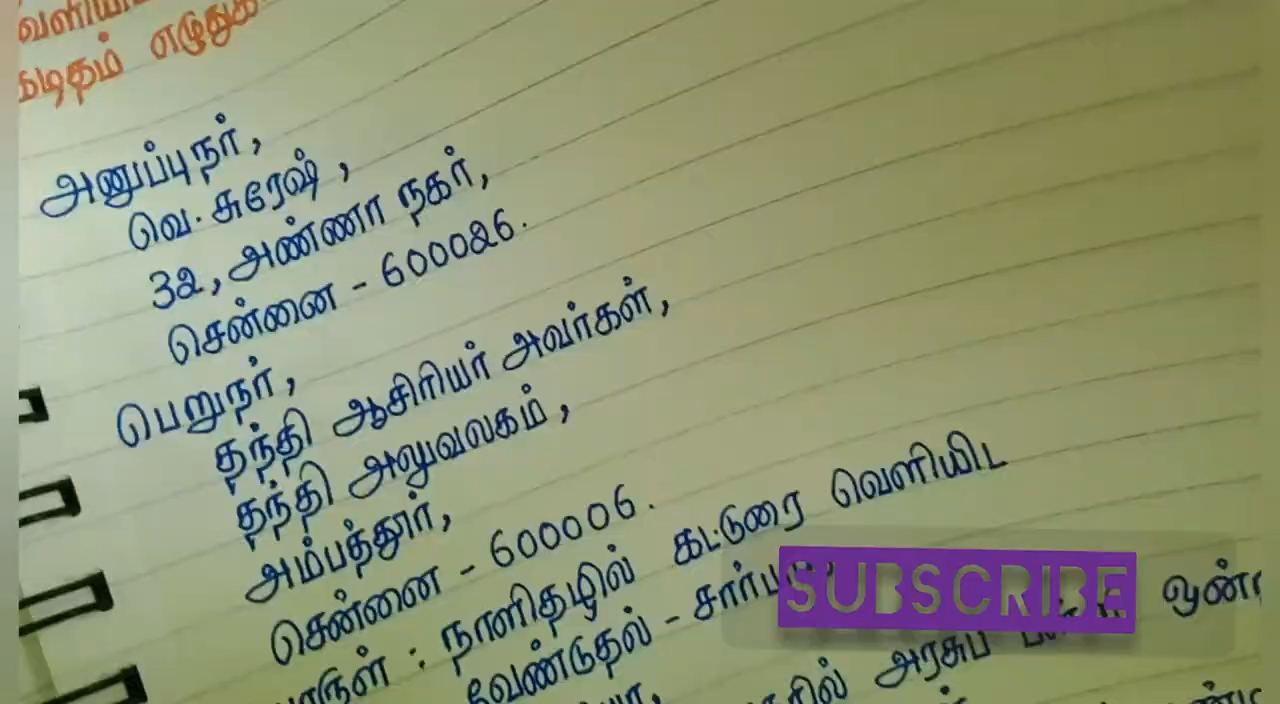 கடிதம் எழுதுக.
அனுப்புநர்,
வெ. சுரேஷ்,
32, அண்ணா நகர்,
சென்னை - 600026.
பெறுநர்,
தந்தி ஆசிரியர் அவர்கள்,
தந்தி அலுவலகம்,
அம்பத்தூர்,
சென்னை - 600006.
: நாளிதழில் கட்டுரை வெளியிட
வேண்டுதல் -
SUBSCRIBE
அரசுப்